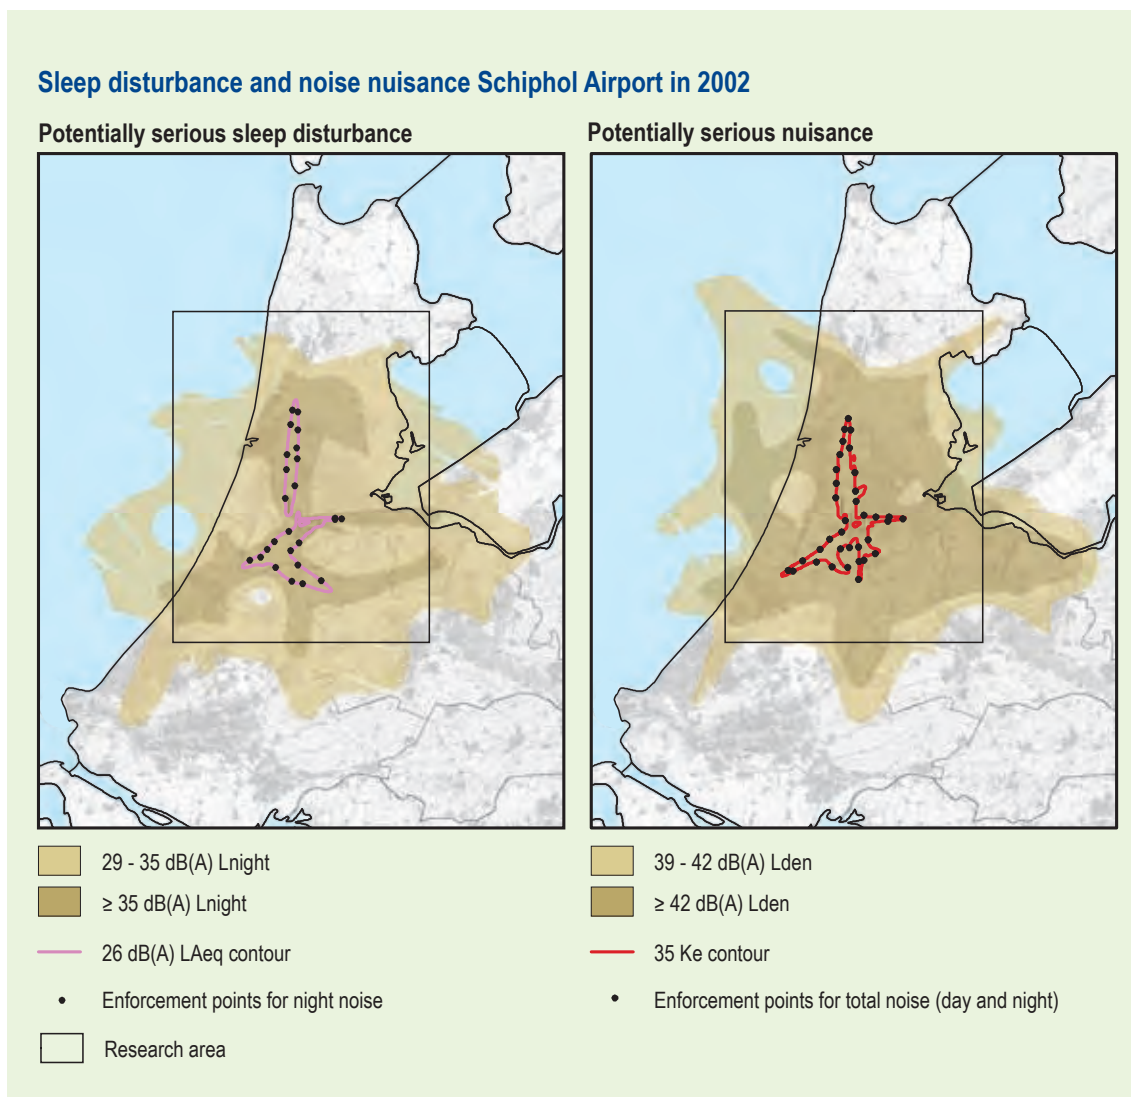 Sleep disturbance and noise nuisance Schiphol Airport in 2002
Potentially serious sleep disturbance
Potentially serious nuisance
29 - 35 dB(A) Lnight
≥ 35 dB(A) Lnight
26 dB(A) LAeq contour
Enforcement points for night noise
Research area
39 - 42 dB(A) Lden
≥ 42 dB(A) Lden
35 Ke contour
Enforcement points for total noise (day and night)